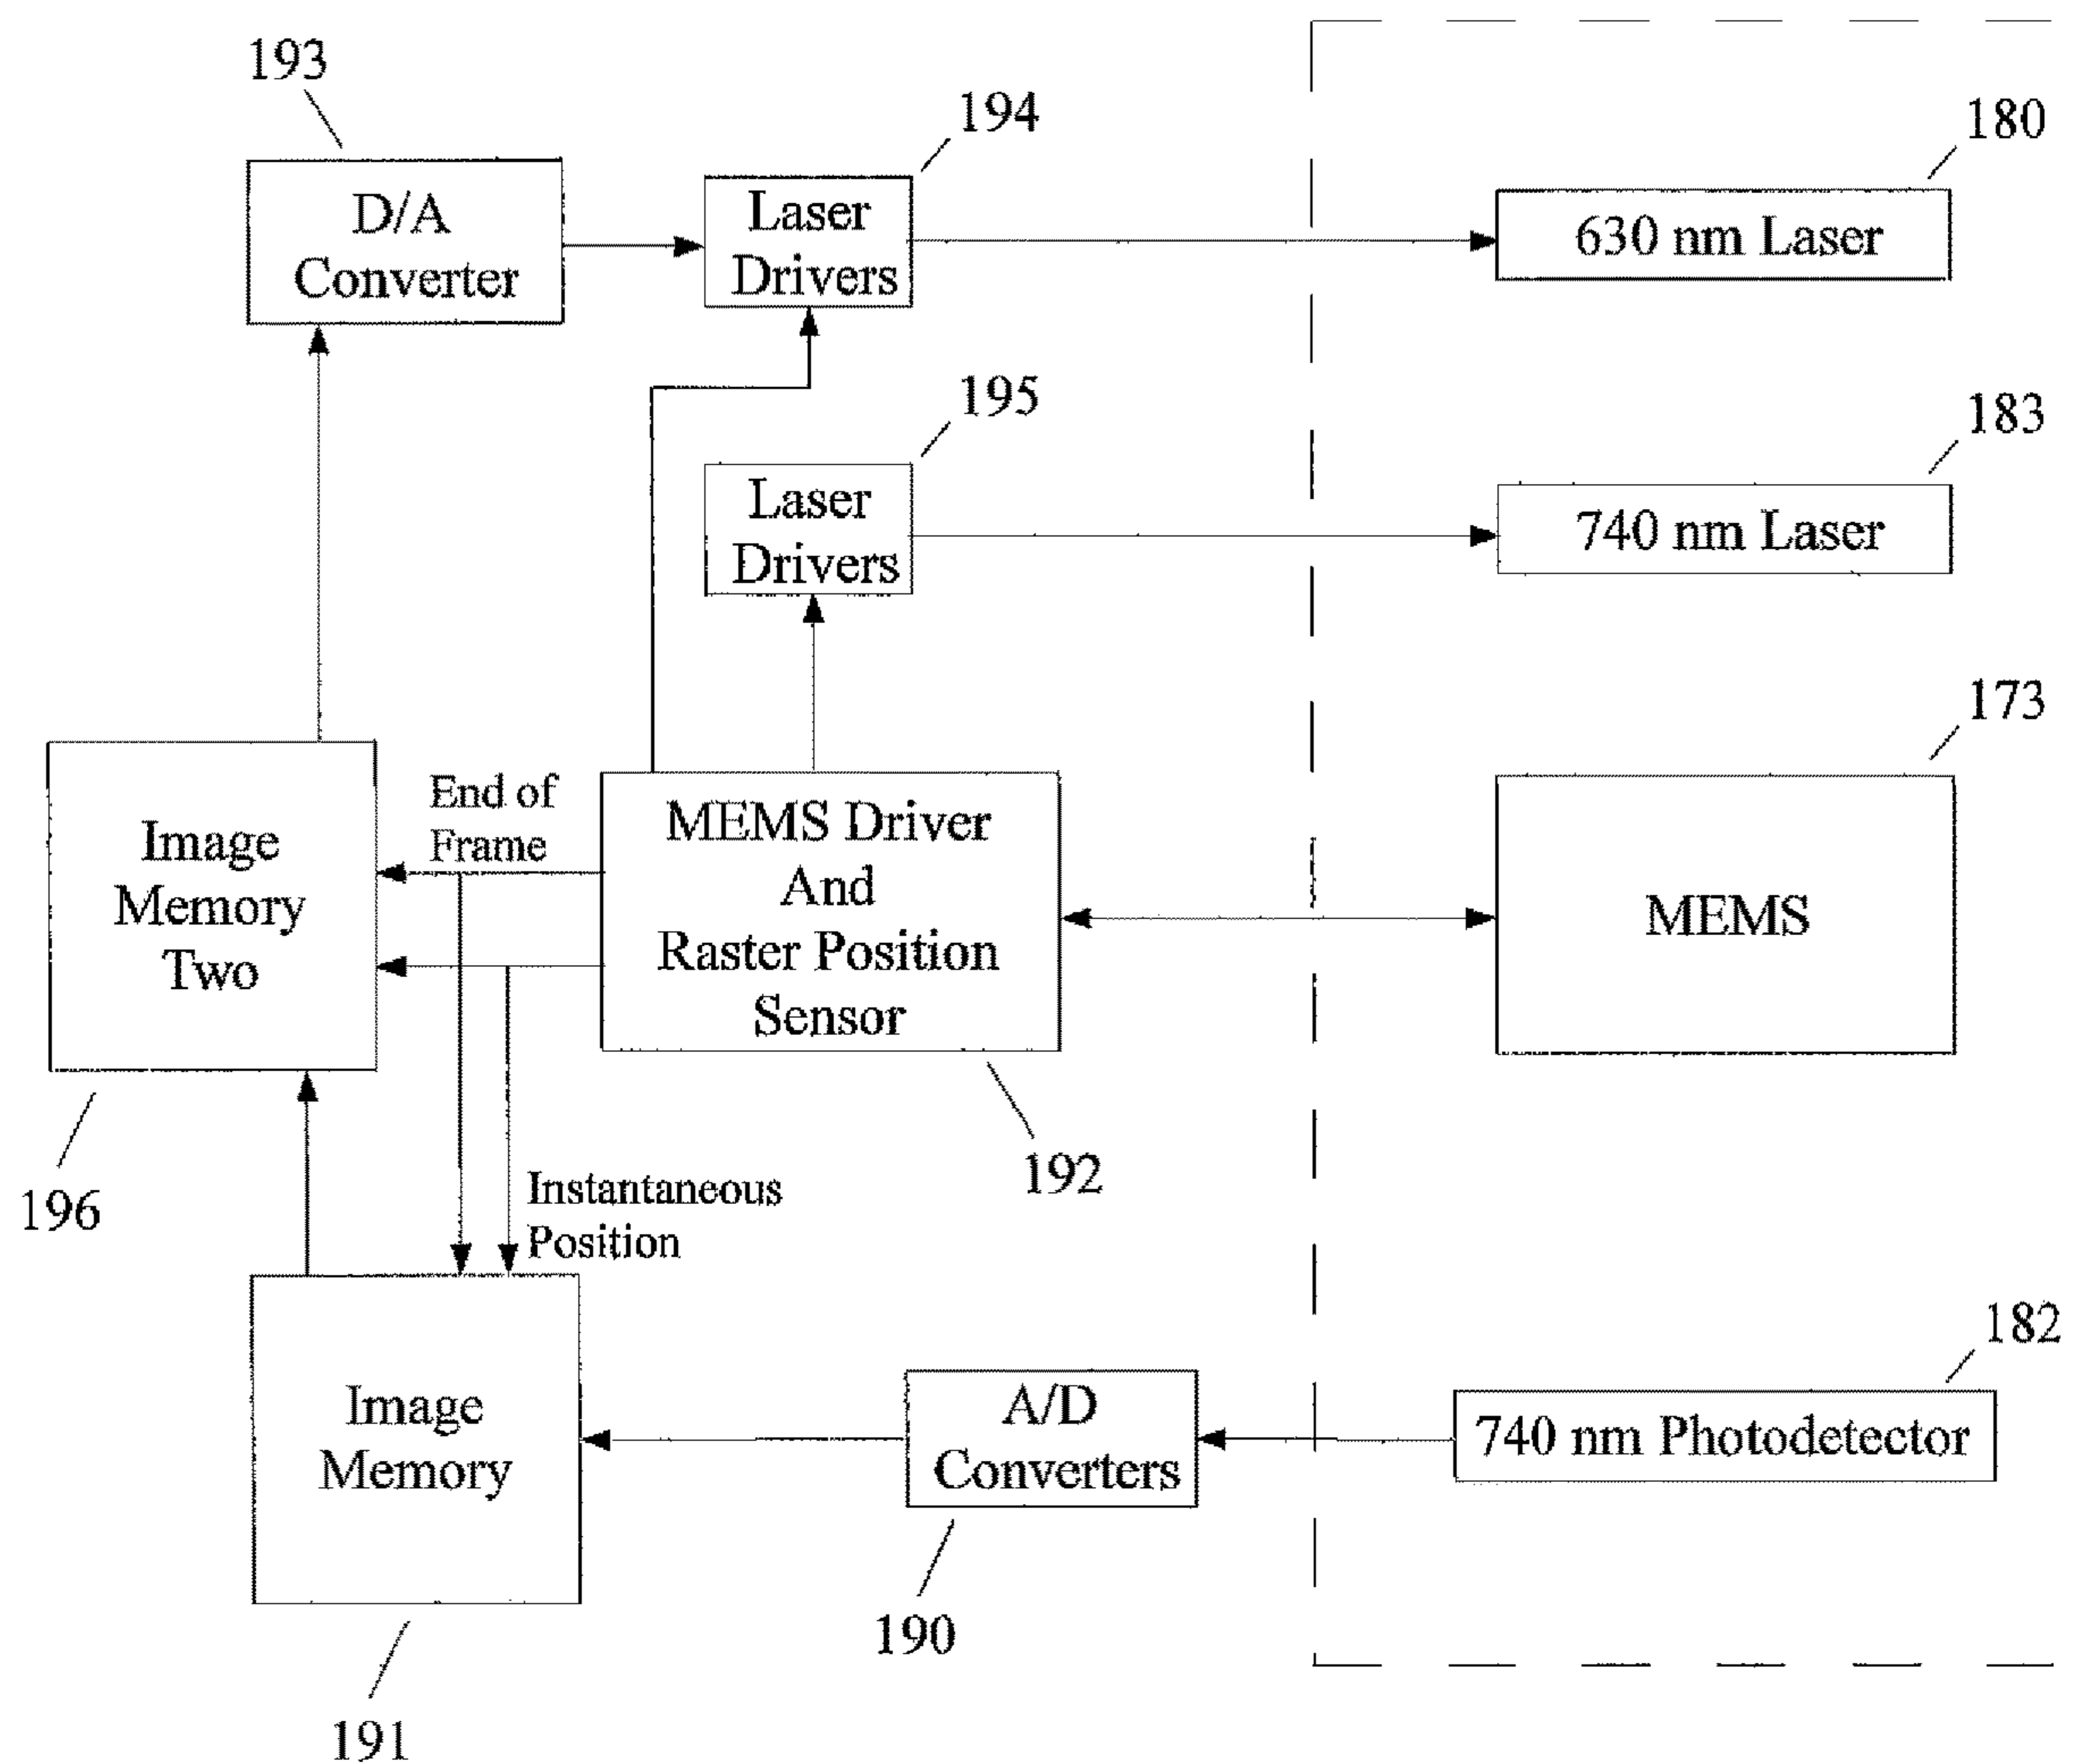 193
194
180
D/A
Converter
Laser
Drivers
630 nm Laser
195
183
Laser
Drivers
740 nm Laser
173
Image
Memory
Two
End of
Frame
MEMS Driver
And
Raster Position
Sensor
MEMS
196
192
Instantaneous
Position
182
Image
Memory
A/D
Converters
740 nm Photodetector
190
191